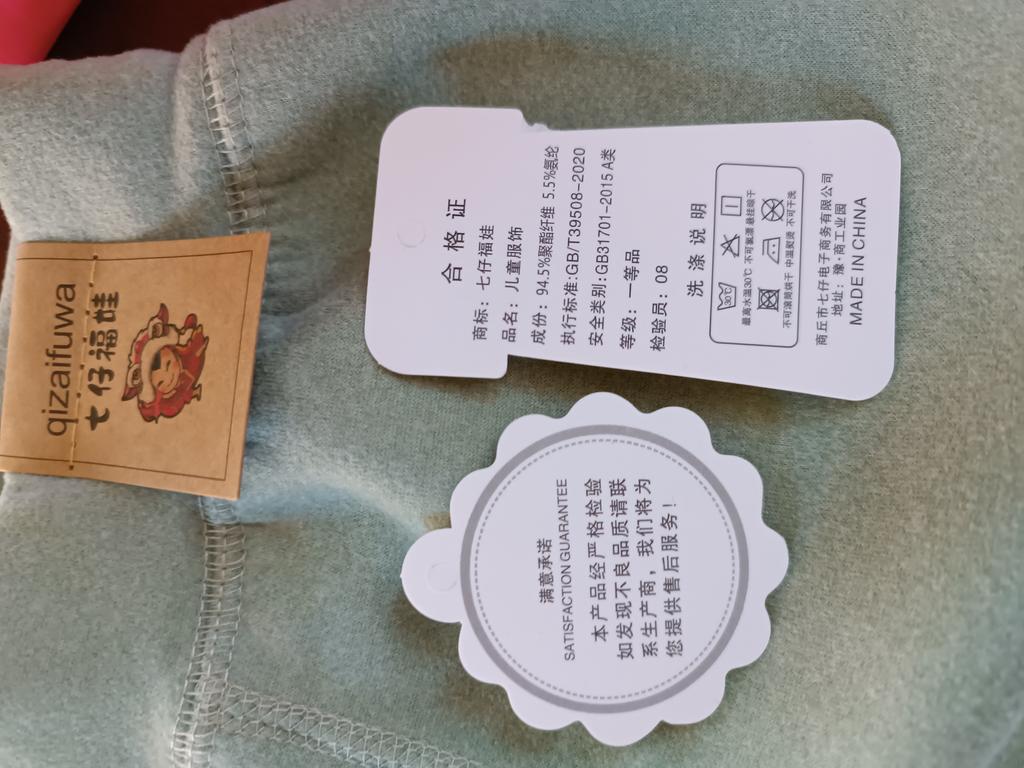 qizaifuwa
七仔福娃
合格证
商标：七仔福娃
品名：儿童服饰
成份：94.5%聚酯纤维 5.5%氨纶
执行标准:GB/T39508-2020
安全类别:GB31701-2015 A类
等级：一等品
检验员：08
洗涤说明
30℃
最高水温30℃ 不可氯漂 悬挂晾干
不可滚筒烘干 中温熨烫 不可干洗
商丘市七仔电子商务有限公司
地址：豫·商工业园
MADE IN CHINA
满意承诺
SATISFACTION GUARANTEE
本产品经严格检验
如发现不良品质请联
系生产商，我们将为
您提供售后服务！